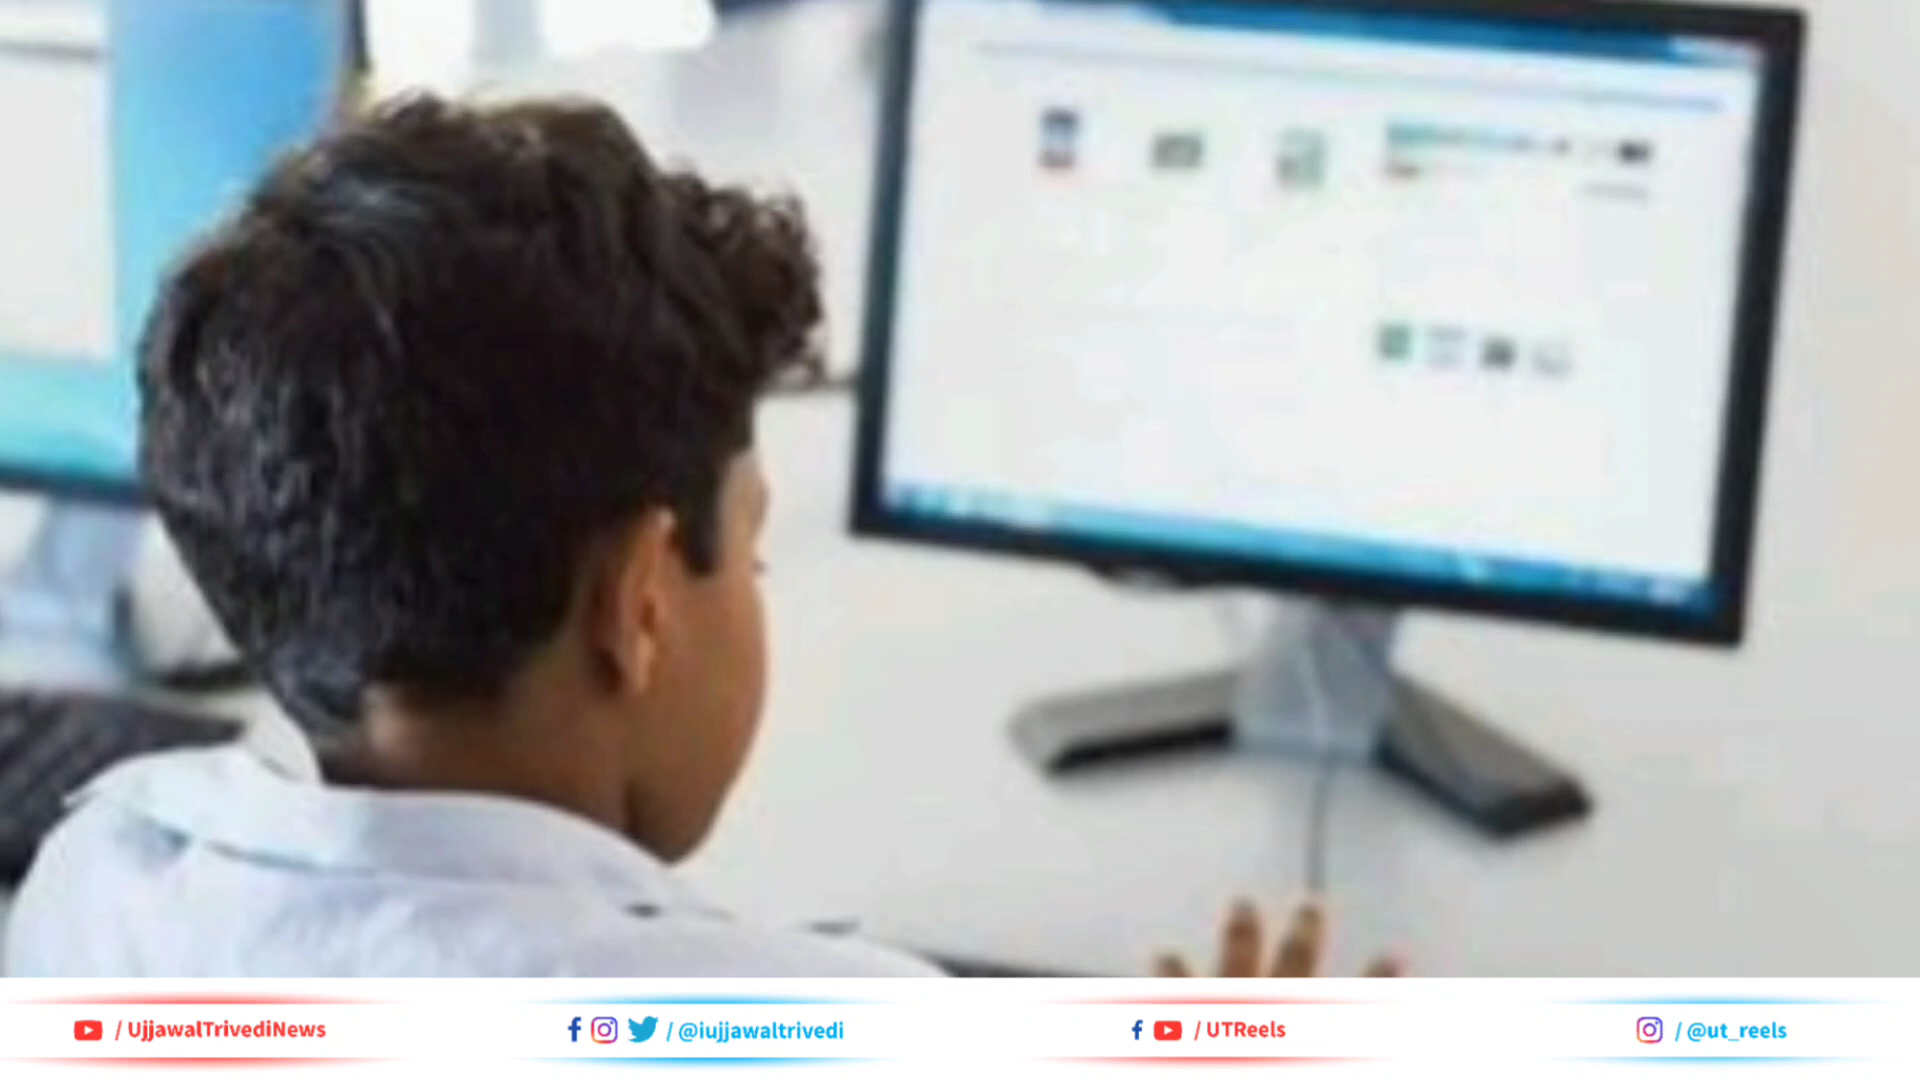 / UjjawalTrivediNews
/ @iujjawaltrivedi
/ UTReels
/ @ut_reels